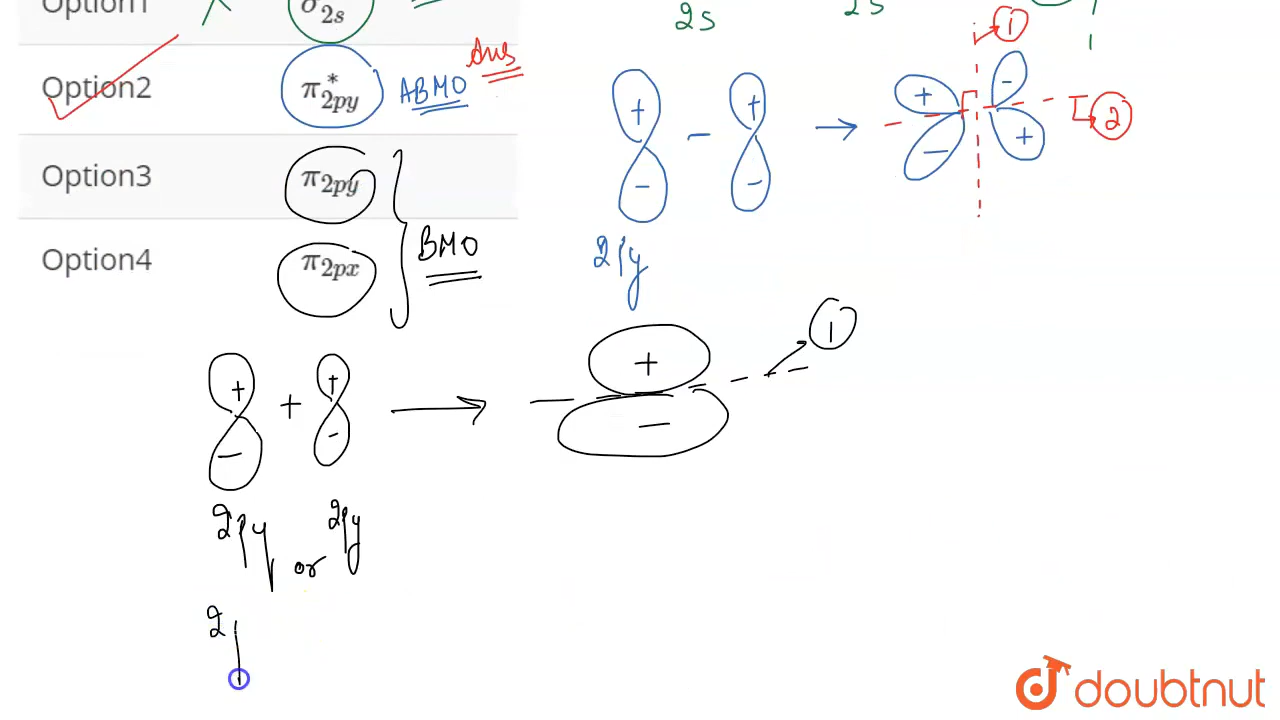 Option1
σ2s
2s
2s
1
Option2
π*2py
ABMO
Ans
+
-
+
-
-
→
+
-
-
+
2
Option3
π2py
Option4
π2px
BMO
2py
+
-
+
+
-
→
+
-
1
2py or 2py
2p
doubtnut